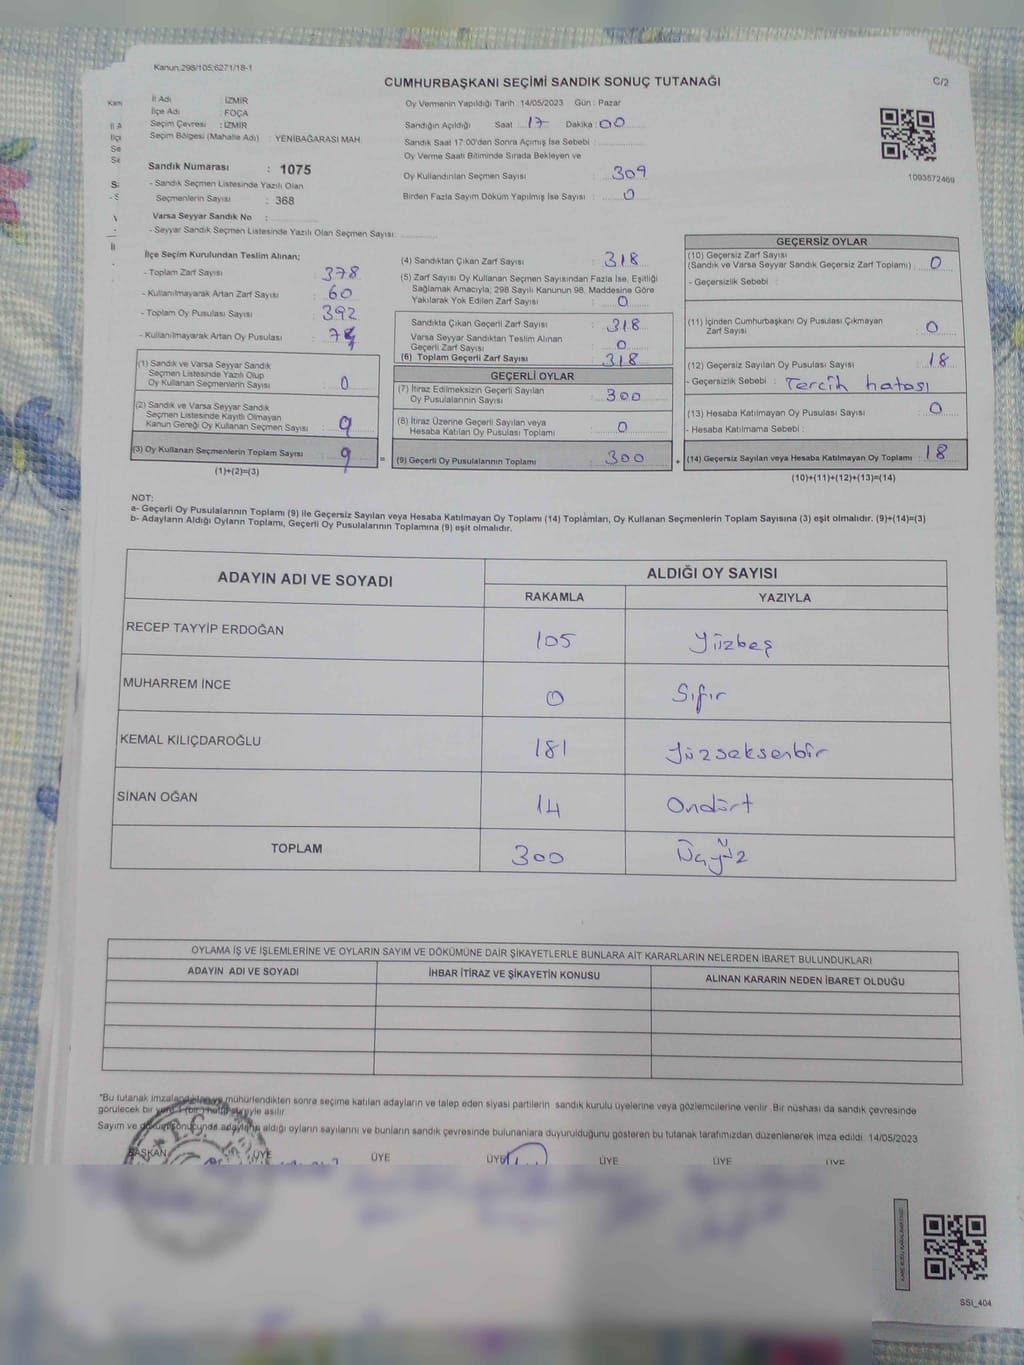 Kanun:298/105;6271/18-1
CUMHURBAŞKANI SEÇİMİ SANDIK SONUÇ TUTANAĞI
C/2
İl Adı : İZMİR
İlçe Adı : FOÇA
Seçim Çevresi : İZMİR
Seçim Bölgesi (Mahalle Adı) : YENİBAĞARASI MAH
Sandık Numarası : 1075
- Sandık Seçmen Listesinde Yazılı Olan
Seçmenlerin Sayısı : 368
Varsa Seyyar Sandık No :
- Seyyar Sandık Seçmen Listesinde Yazılı Olan Seçmen Sayısı:
Oy Vermenin Yapıldığı Tarih : 14/05/2023 Gün : Pazar
Sandığın Açıldığı Saat : 17 Dakika : 00
Sandık Saat 17:00'den Sonra Açımış İse Sebebi :
Oy Verme Saati Bitiminde Sırada Bekleyen ve
Oy Kullandırılan Seçmen Sayısı : 309
Birden Fazla Sayım Döküm Yapılmış İse Sayısı : 0
1093572469
İlçe Seçim Kurulundan Teslim Alınan;
- Toplam Zarf Sayısı : 378
- Kullanılmayarak Artan Zarf Sayısı : 60
- Toplam Oy Pusulası Sayısı : 392
- Kullanılmayarak Artan Oy Pusulası :
(1) Sandık ve Varsa Seyyar Sandık
Seçmen Listesinde Yazılı Olup
Oy Kullanan Seçmenlerin Sayısı : 0
(2) Sandık ve Varsa Seyyar Sandık
Seçmen Listesinde Kayıtlı Olmayan
Kanun Gereği Oy Kullanan Seçmen Sayısı : 9
(3) Oy Kullanan Seçmenlerin Toplam Sayısı : 9
(1)+(2)=(3)
=
(4) Sandıktan Çıkan Zarf Sayısı : 318
(5) Zarf Sayısı Oy Kullanan Seçmen Sayısından Fazla İse, Eşitliği
Sağlamak Amacıyla; 298 Sayılı Kanunun 98. Maddesine Göre
Yakılarak Yok Edilen Zarf Sayısı : 0
Sandıkta Çıkan Geçerli Zarf Sayısı : 318
Varsa Seyyar Sandıktan Teslim Alınan
Geçerli Zarf Sayısı : 0
(6) Toplam Geçerli Zarf Sayısı : 318
GEÇERLİ OYLAR
(7) İtiraz Edilmeksizin Geçerli Sayılan
Oy Pusulalarının Sayısı : 300
(8) İtiraz Üzerine Geçerli Sayılan veya
Hesaba Katılan Oy Pusulası Toplamı : 0
(9) Geçerli Oy Pusulalarının Toplamı : 300
+
GEÇERSİZ OYLAR
(10) Geçersiz Zarf Sayısı
(Sandık ve Varsa Seyyar Sandık Geçersiz Zarf Toplamı) : 0
- Geçersizlik Sebebi :
(11) İçinden Cumhurbaşkanı Oy Pusulası Çıkmayan
Zarf Sayısı : 0
(12) Geçersiz Sayılan Oy Pusulası Sayısı : 18
- Geçersizlik Sebebi : Tercih hatası
(13) Hesaba Katılmayan Oy Pusulası Sayısı : 0
- Hesaba Katılmama Sebebi :
(14) Geçersiz Sayılan veya Hesaba Katılmayan Oy Toplamı : 18
(10)+(11)+(12)+(13)=(14)
NOT:
a- Geçerli Oy Pusulalarının Toplamı (9) ile Geçersiz Sayılan veya Hesaba Katılmayan Oy Toplamı (14) Toplamları, Oy Kullanan Seçmenlerin Toplam Sayısına (3) eşit olmalıdır. (9)+(14)=(3)
b- Adayların Aldığı Oyların Toplamı, Geçerli Oy Pusulalarının Toplamına (9) eşit olmalıdır.
ADAYIN ADI VE SOYADI
ALDIĞI OY SAYISI
RAKAMLA YAZIYLA
RECEP TAYYİP ERDOĞAN 105 Yüzbeş
MUHARREM İNCE 0 Sıfır
KEMAL KILIÇDAROĞLU 181 Yüzseksenbir
SİNAN OĞAN 14 Ondört
TOPLAM 300 Üçyüz
OYLAMA İŞ VE İŞLEMLERİNE VE OYLARIN SAYIM VE DÖKÜMÜNE DAİR ŞİKAYETLERLE BUNLARA AİT KARARLARIN NELERDEN İBARET BULUNDUKLARI
ADAYIN ADI VE SOYADI İHBAR İTİRAZ VE ŞİKAYETİN KONUSU ALINAN KARARIN NEDEN İBARET OLDUĞU
*Bu tutanak imzalandıktan ve mühürlendikten sonra seçime katılan adayların ve talep eden siyasi partilerin sandık kurulu üyelerine veya gözlemcilerine verilir. Bir nüshası da sandık çevresinde
görülecek bir yere 1 (bir) hafta süreyle asılır.
Sayım ve döküm sonucunda adayların aldığı oyların sayılarını ve bunların sandık çevresinde bulunanlara duyurulduğunu gösteren bu tutanak tarafımızdan düzenlenerek imza edildi. 14/05/2023
BAŞKAN ÜYE ÜYE ÜYE ÜYE ÜYE ÜYE
SSI_404